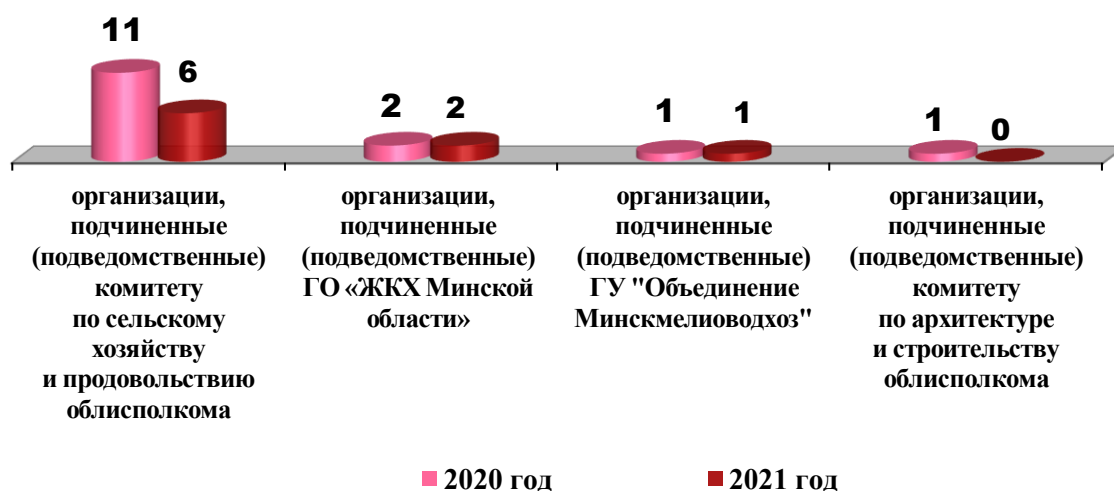 11
6
2
2
1
1
1
0
организации,
подчиненные
(подведомственные)
комитету
по сельскому
хозяйству
и продовольствию
облисполкома
организации,
подчиненные
(подведомственные)
ГО «ЖКХ Минской
области»
организации,
подчиненные
(подведомственные)
ГУ "Объединение
Минскмелиоводхоз"
организации,
подчиненные
(подведомственные)
комитету
по архитектуре
и строительству
облисполкома
2020 год
2021 год